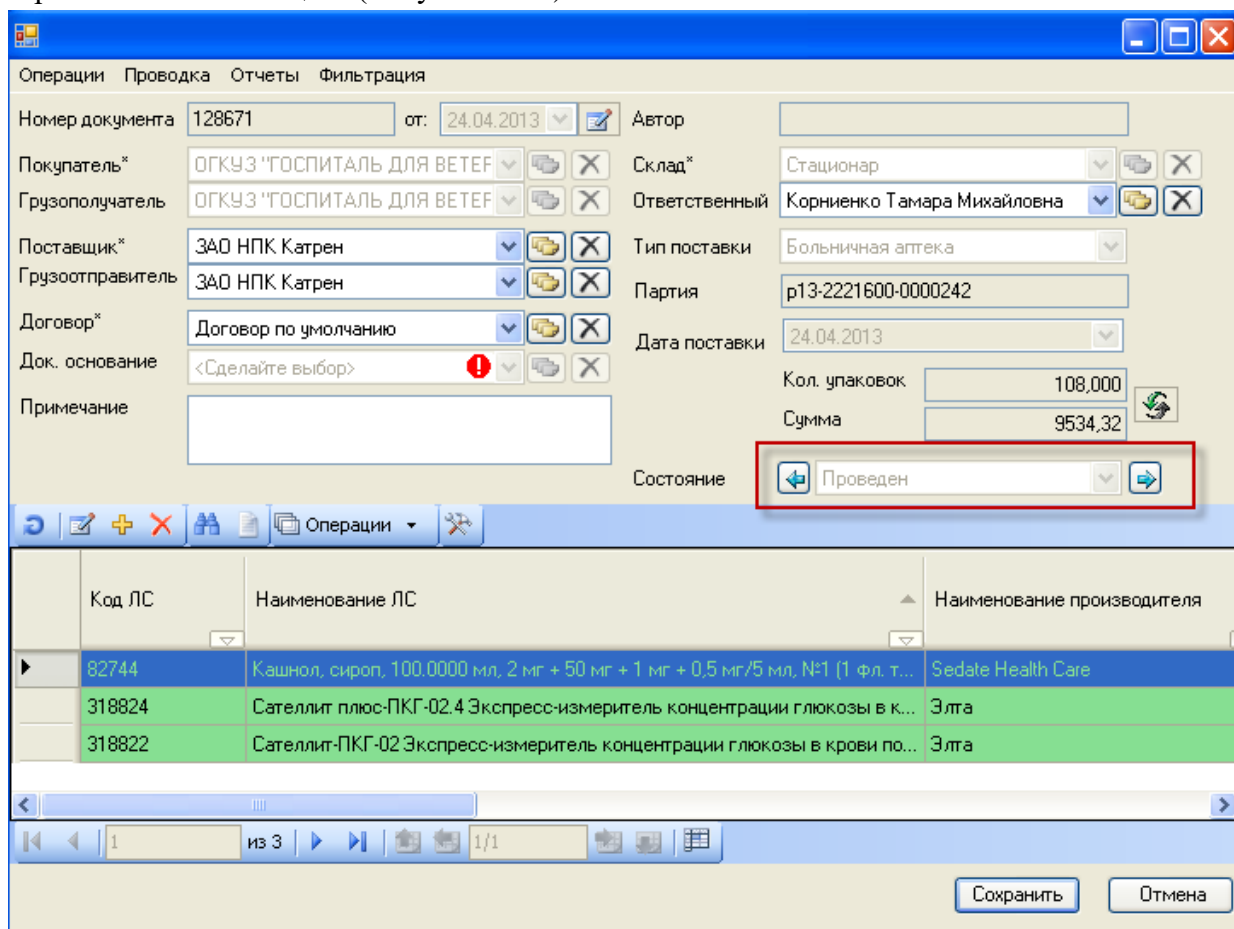 Операции Проводка Отчеты Фильтрация
Номер документа 128671 от: 24.04.2013 Автор
Покупатель* ОГКУЗ "ГОСПИТАЛЬ ДЛЯ ВЕТЕР Склад* Стационар
Грузополучатель ОГКУЗ "ГОСПИТАЛЬ ДЛЯ ВЕТЕР Ответственный Корниенко Тамара Михайловна
Поставщик* ЗАО НПК Катрен Тип поставки Больничная аптека
Грузоотправитель ЗАО НПК Катрен Партия p13-2221600-0000242
Договор* Договор по умолчанию Дата поставки 24.04.2013
Док. основание <Сделайте выбор> Кол. упаковок 108,000
Примечание Сумма 9534,32
Состояние Проведен
Операции
Код ЛС Наименование ЛС Наименование производителя
82744 Кашнол, сироп, 100.0000 мл, 2 мг + 50 мг + 1 мг + 0,5 мг/5 мл, №1 (1 фл. т... Sedate Health Care
318824 Сателлит плюс-ПКГ-02.4 Экспресс-измеритель концентрации глюкозы в к... Элта
318822 Сателлит-ПКГ-02 Экспресс-измеритель концентрации глюкозы в крови по... Элта
1 из 3 1/1
Сохранить Отмена